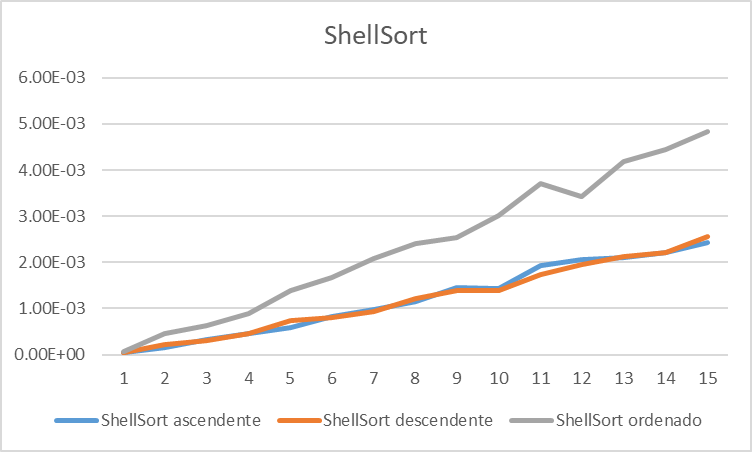 ShellSort
6.00E-03
5.00E-03
4.00E-03
3.00E-03
2.00E-03
1.00E-03
0.00E+00
1 2 3 4 5 6 7 8 9 10 11 12 13 14 15
ShellSort ascendente ShellSort descendente ShellSort ordenado